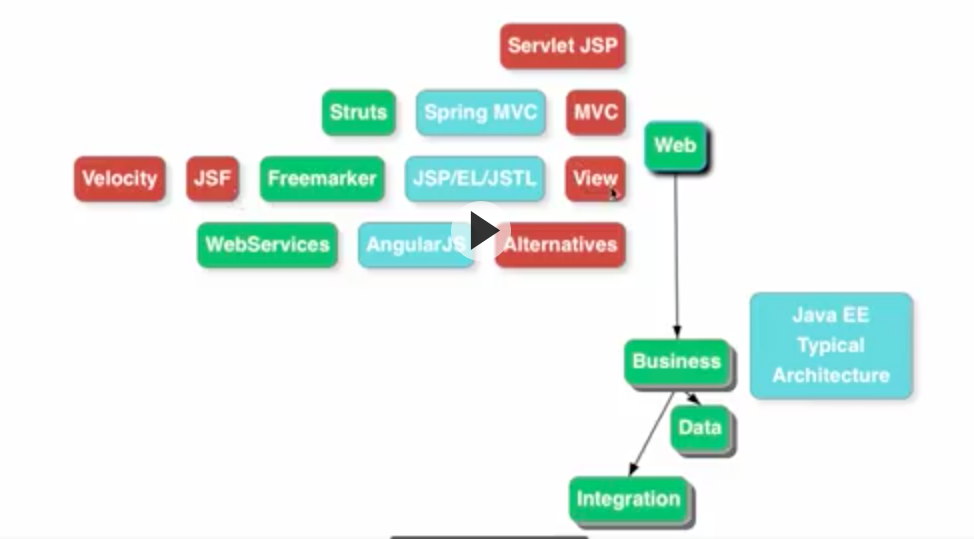 Servlet JSP
Struts Spring MVC MVC
Web
Velocity JSF Freemarker JSP/EL/JSTL View
WebServices AngularJS Alternatives
Java EE
Typical
Architecture
Business
Data
Integration